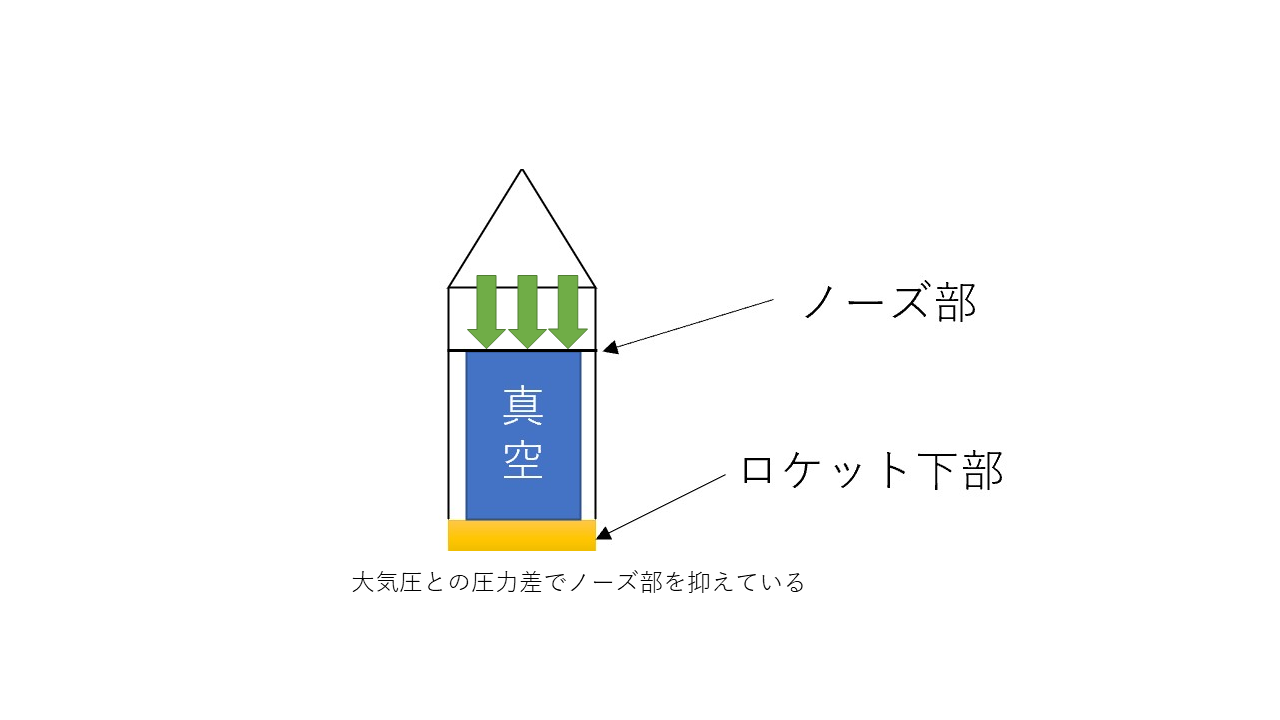 ノーズ部
真
空
ロケット下部
大気圧との圧力差でノーズ部を抑えている